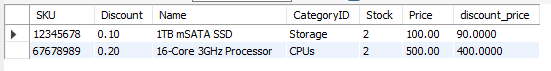 SKU Discount Name CategoryID Stock Price discount_price
12345678 0.10 1TB mSATA SSD Storage 2 100.00 90.0000
67678989 0.20 16-Core 3GHz Processor CPUs 2 500.00 400.0000